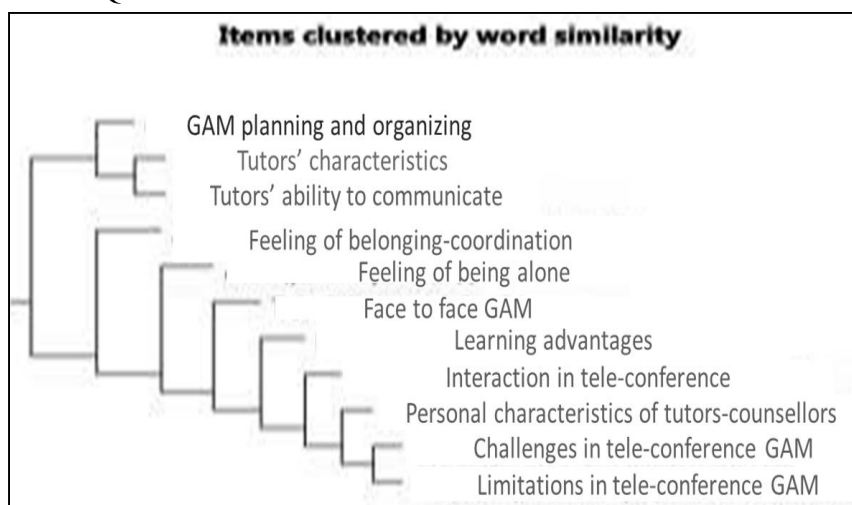 Items clustered by word similarity
GAM planning and organizing
Tutors' characteristics
Tutors' ability to communicate
Feeling of belonging-coordination
Feeling of being alone
Face to face GAM
Learning advantages
Interaction in tele-conference
Personal characteristics of tutors-counsellors
Challenges in tele-conference GAM
Limitations in tele-conference GAM